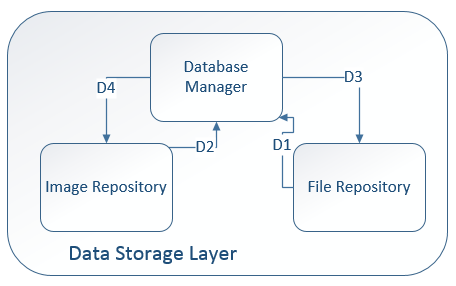 Database
Manager
D4
D3
D2
D1
Image Repository
File Repository
Data Storage Layer